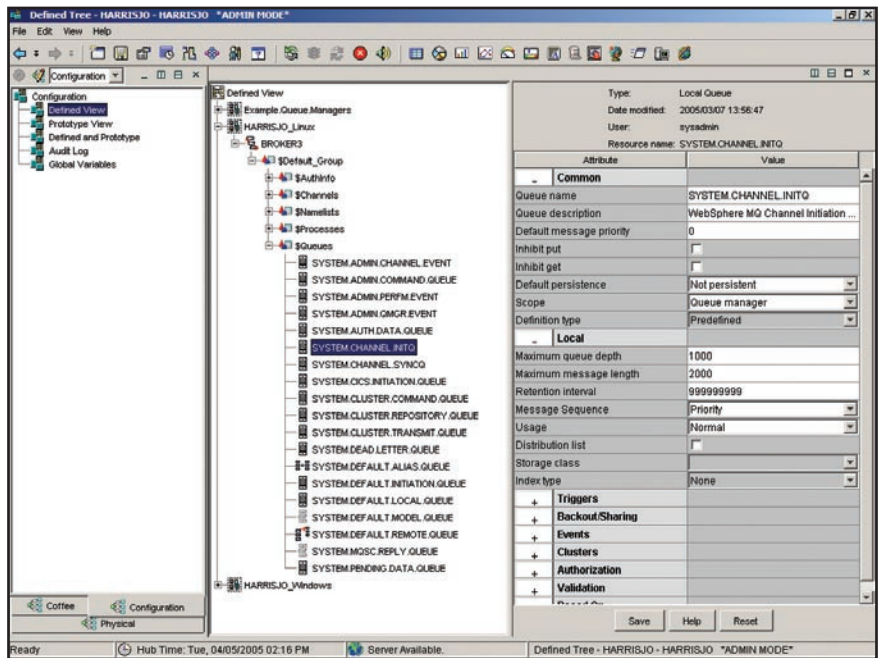 Defined Tree - HARRISJO - HARRISJO *ADMIN MODE*
File Edit View Help
Configuration
Configuration
Defined View
Prototype View
Defined and Prototype
Audit Log
Global Variables
Coffee
Configuration
Physical
Defined View
Example.Queue.Managers
HARRISJO_Linux
BROKER3
$Default_Group
$AuthInfo
$Channels
$Namelists
$Processes
$Queues
SYSTEM.ADMIN.CHANNEL.EVENT
SYSTEM.ADMIN.COMMAND.QUEUE
SYSTEM.ADMIN.PERFM.EVENT
SYSTEM.ADMIN.QMGR.EVENT
SYSTEM.AUTH.DATA.QUEUE
SYSTEM.CHANNEL.INITQ
SYSTEM.CHANNEL.SYNCQ
SYSTEM.CICS.INITIATION.QUEUE
SYSTEM.CLUSTER.COMMAND.QUEUE
SYSTEM.CLUSTER.REPOSITORY.QUEUE
SYSTEM.CLUSTER.TRANSMIT.QUEUE
SYSTEM.DEAD.LETTER.QUEUE
SYSTEM.DEFAULT.ALIAS.QUEUE
SYSTEM.DEFAULT.INITIATION.QUEUE
SYSTEM.DEFAULT.LOCAL.QUEUE
SYSTEM.DEFAULT.MODEL.QUEUE
SYSTEM.DEFAULT.REMOTE.QUEUE
SYSTEM.MQSC.REPLY.QUEUE
SYSTEM.PENDING.DATA.QUEUE
HARRISJO_Windows
Type: Local Queue
Date modified: 2005/03/07 13:56:47
User: sysadmin
Resource name: SYSTEM.CHANNEL.INITQ
Attribute Value
- Common
Queue name SYSTEM.CHANNEL.INITQ
Queue description WebSphere MQ Channel Initiation ...
Default message priority 0
Inhibit put
Inhibit get
Default persistence Not persistent
Scope Queue manager
Definition type Predefined
- Local
Maximum queue depth 1000
Maximum message length 2000
Retention interval 999999999
Message Sequence Priority
Usage Normal
Distribution list
Storage class
Index type None
+ Triggers
+ Backout/Sharing
+ Events
+ Clusters
+ Authorization
+ Validation
Save Help Reset
Ready Hub Time: Tue, 04/05/2005 02:16 PM Server Available. Defined Tree - HARRISJO - HARRISJO *ADMIN MODE*